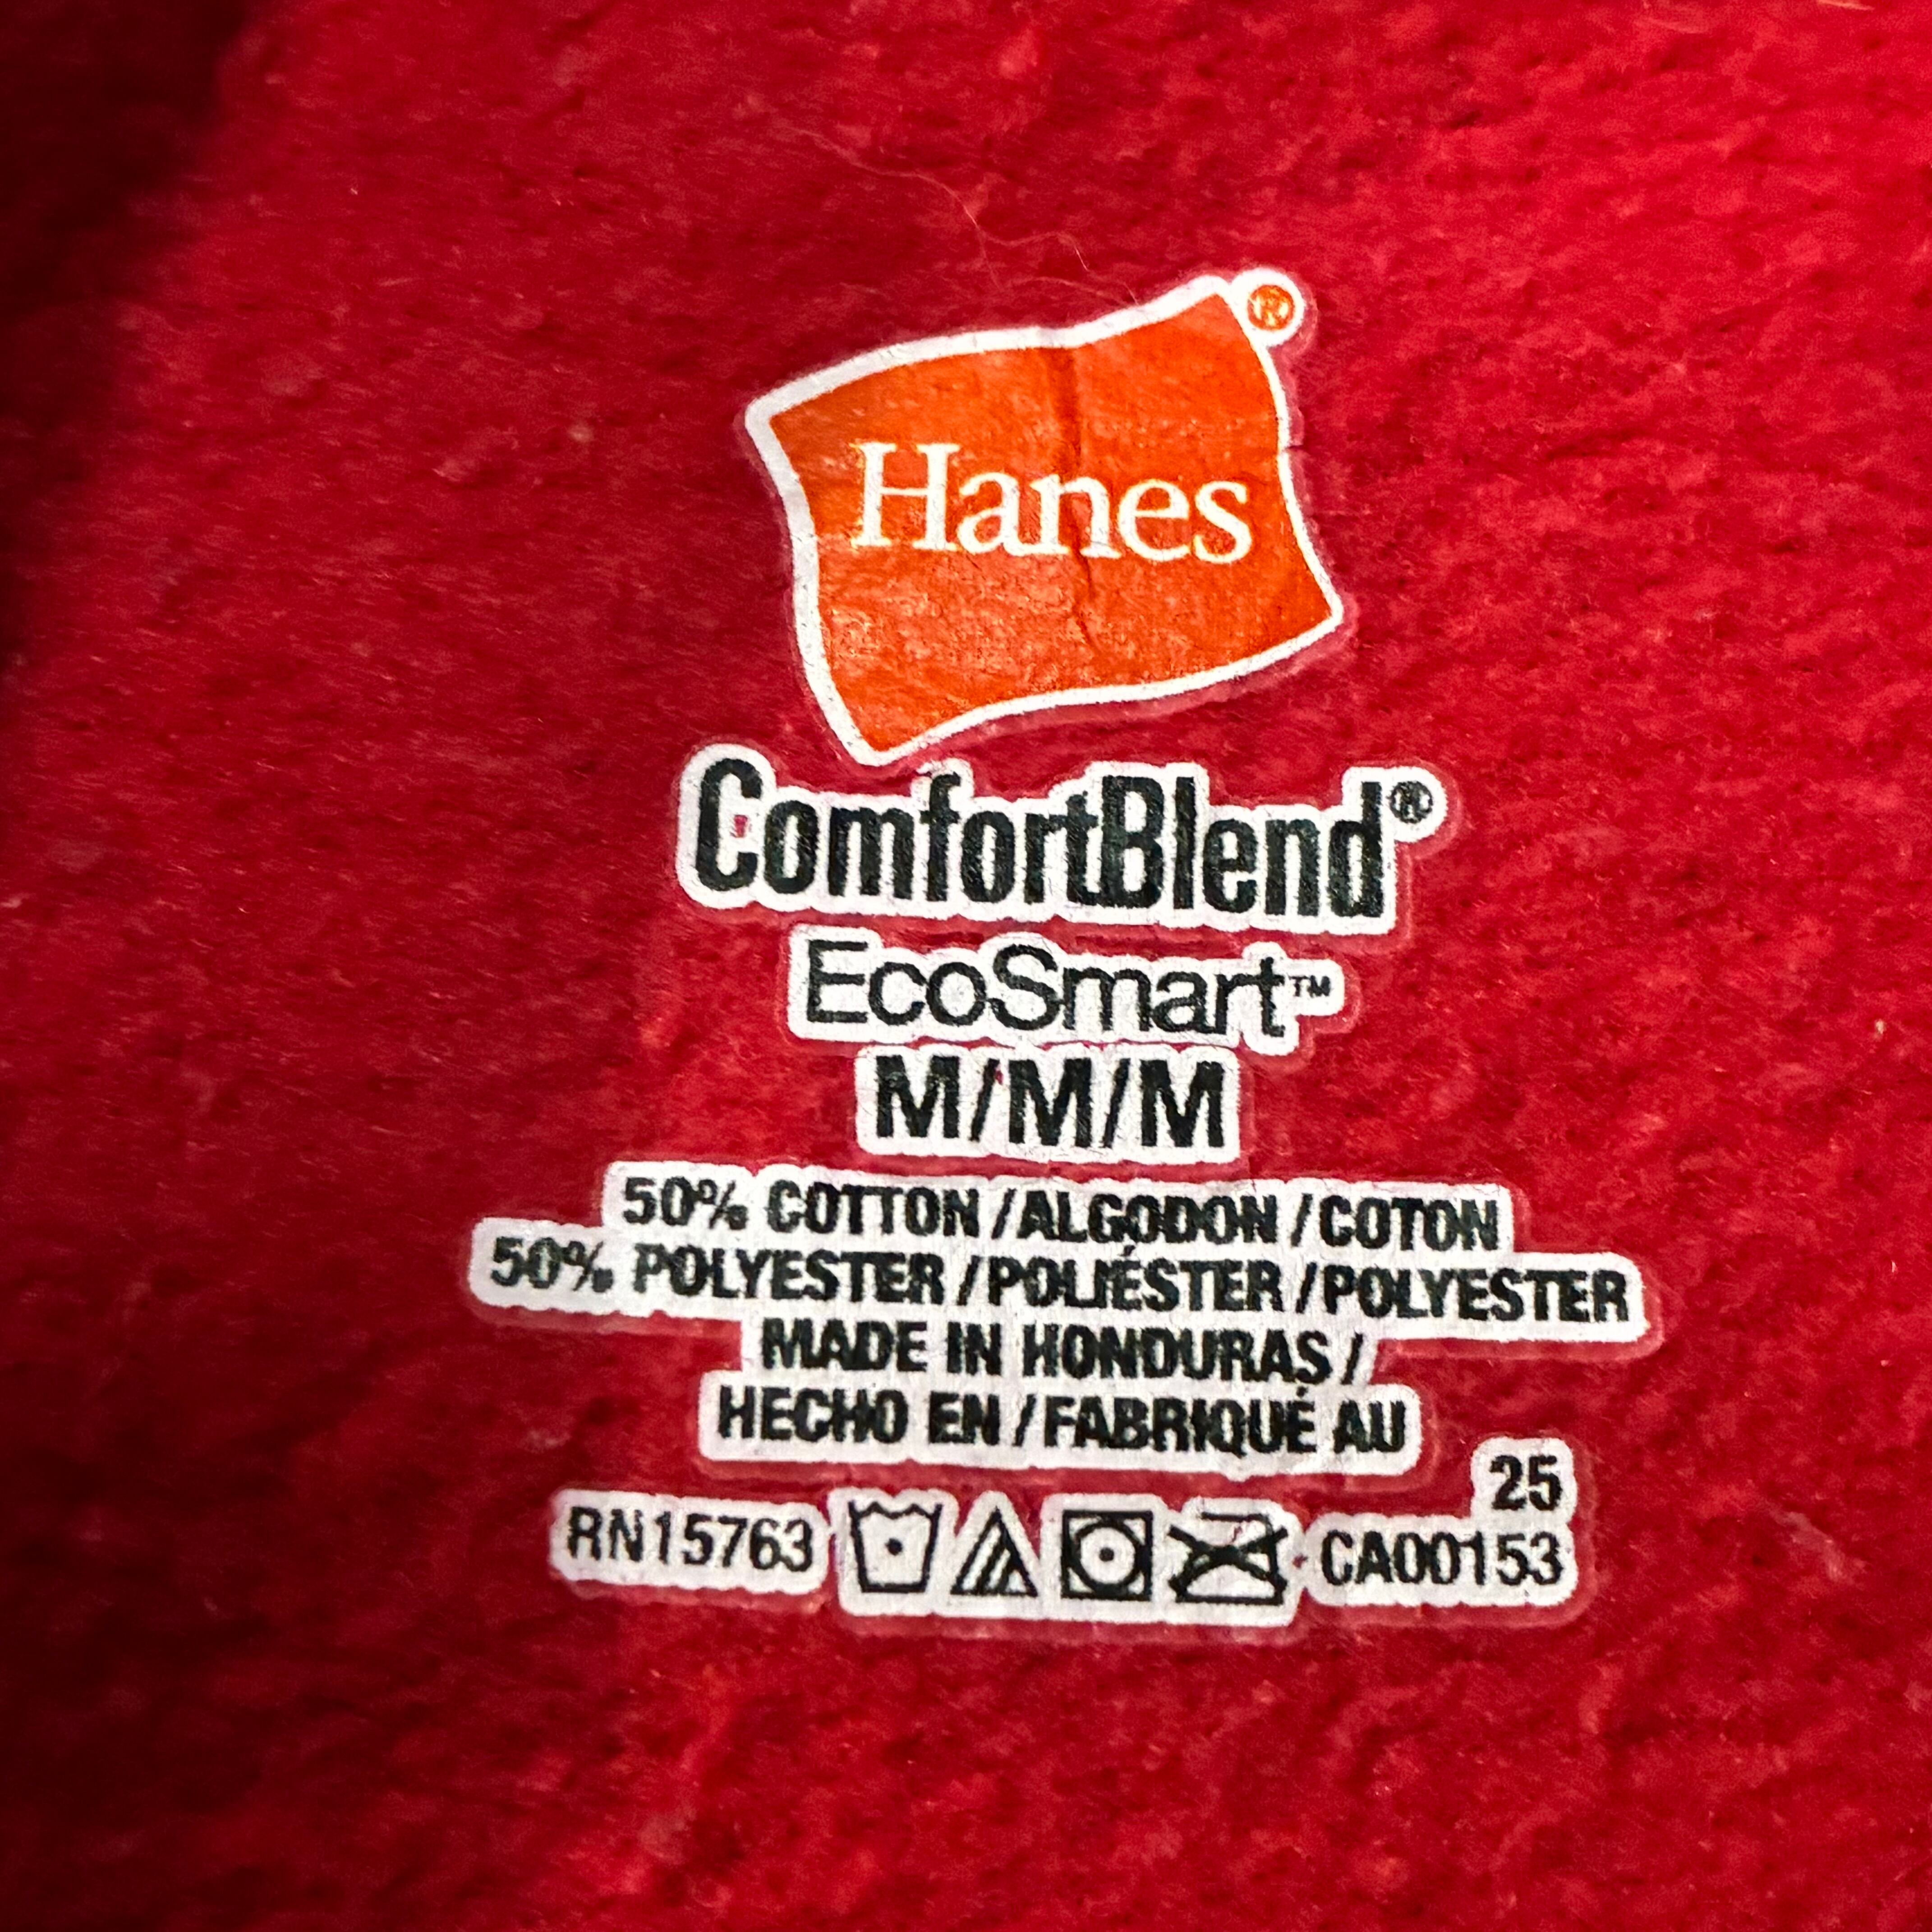 Hanes®
ComfortBlend®
EcoSmart™
M/M/M
50% COTTON/ALGODON/COTON
50% POLYESTER/POLIÉSTER/POLYESTER
MADE IN HONDURAS/
HECHO EN/FABRIQUÉ AU
25
RN15763 CA00153